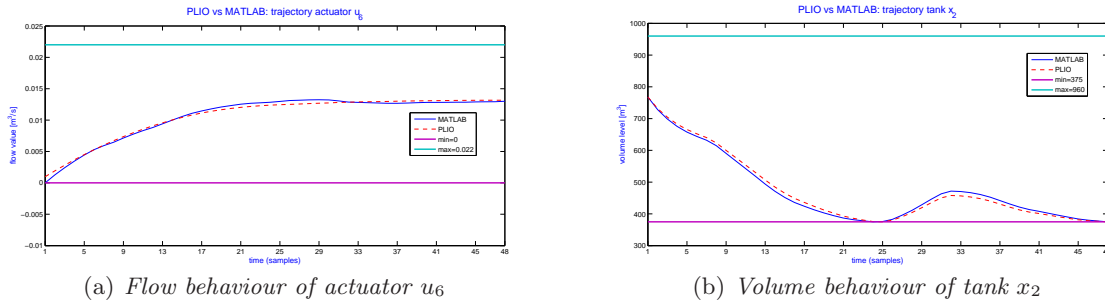 PLIO vs MATLAB: trajectory actuator u6
0.025
0.02
0.015
0.01
0.005
0
−0.005
−0.01
flow value [m³/s]
MATLAB
PLIO
min=0
max=0.022
1 5 9 13 17 21 25 29 33 37 41 45 48
time (samples)
(a) Flow behaviour of actuator u6
PLIO vs MATLAB: trajectory tank x2
1000
900
800
700
600
500
400
300
volume level [m³]
MATLAB
PLIO
min=375
max=960
1 5 9 13 17 21 25 29 33 37 41 45 48
time (samples)
(b) Volume behaviour of tank x2